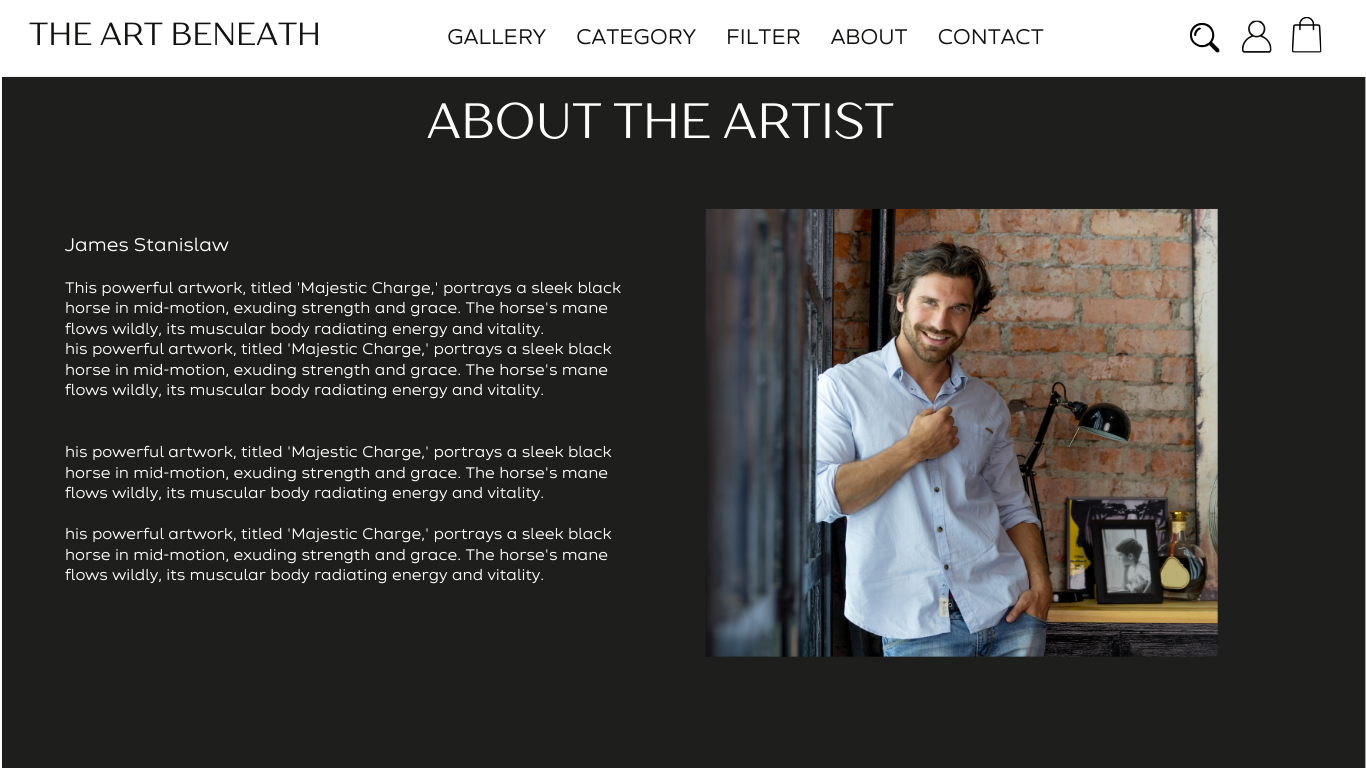 THE ART BENEATH
GALLERY CATEGORY FILTER ABOUT CONTACT
ABOUT THE ARTIST
James Stanislaw
This powerful artwork, titled 'Majestic Charge,' portrays a sleek black
horse in mid-motion, exuding strength and grace. The horse's mane
flows wildly, its muscular body radiating energy and vitality.
his powerful artwork, titled 'Majestic Charge,' portrays a sleek black
horse in mid-motion, exuding strength and grace. The horse's mane
flows wildly, its muscular body radiating energy and vitality.
his powerful artwork, titled 'Majestic Charge,' portrays a sleek black
horse in mid-motion, exuding strength and grace. The horse's mane
flows wildly, its muscular body radiating energy and vitality.
his powerful artwork, titled 'Majestic Charge,' portrays a sleek black
horse in mid-motion, exuding strength and grace. The horse's mane
flows wildly, its muscular body radiating energy and vitality.